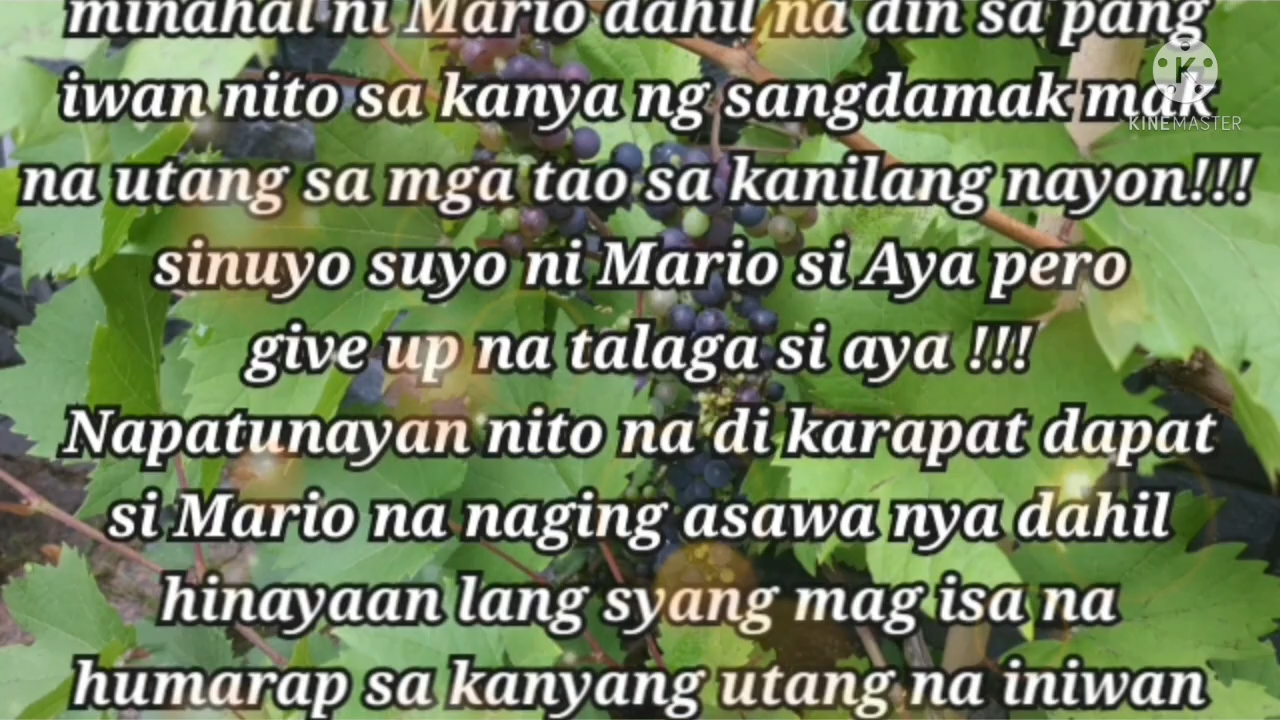 minahal ni Mario dahil na din sa pang
iwan nito sa kanya ng sangdamak mak
na utang sa mga tao sa kanilang nayon!!!
sinuyo suyo ni Mario si Aya pero
give up na talaga si aya !!!
Napatunayan nito na di karapat dapat
si Mario na naging asawa nya dahil
hinayaan lang syang mag isa na
humarap sa kanyang utang na iniwan
K
KINEMASTER